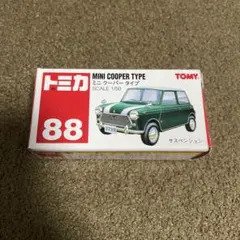 トミカ
88
MINI COOPER TYPE
ミニ クーパー タイプ
SCALE 1/50
TOMY
サスペンション